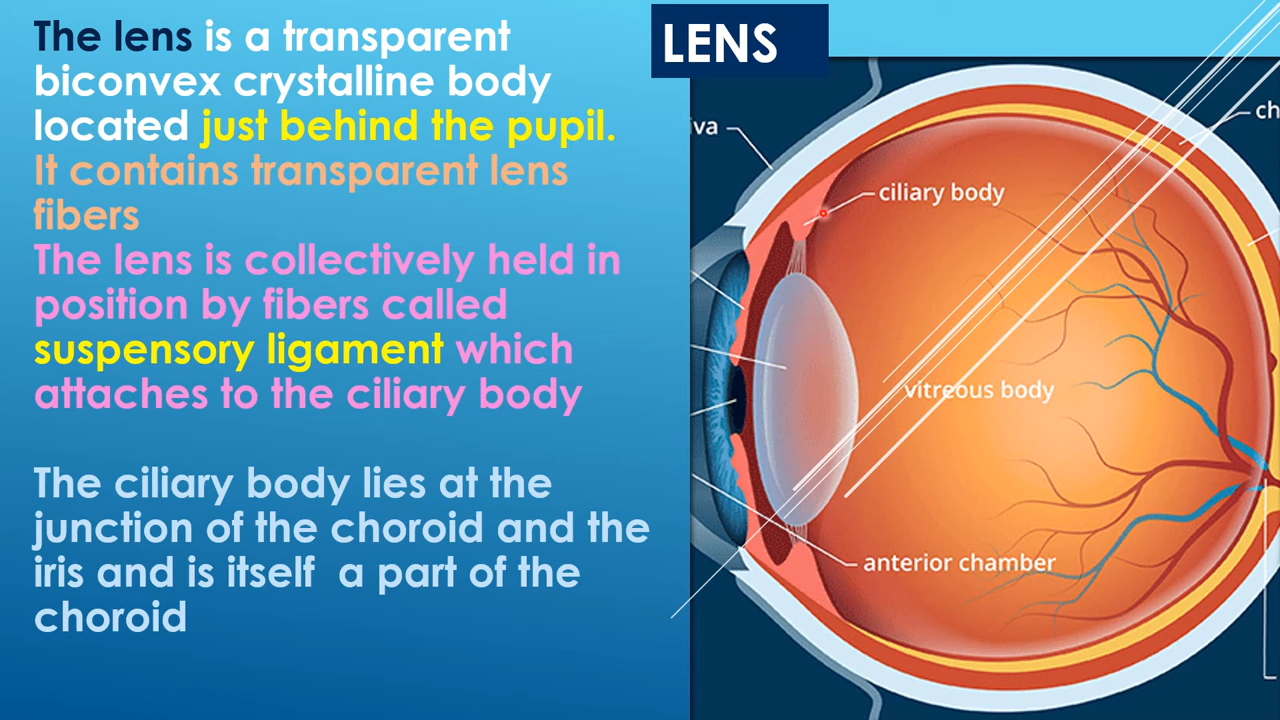 The lens is a transparent
biconvex crystalline body
located just behind the pupil.
It contains transparent lens
fibers
The lens is collectively held in
position by fibers called
suspensory ligament which
attaches to the ciliary body
The ciliary body lies at the
junction of the choroid and the
iris and is itself  a part of the
choroid
LENS
iva
ch
ciliary body
vitreous body
anterior chamber